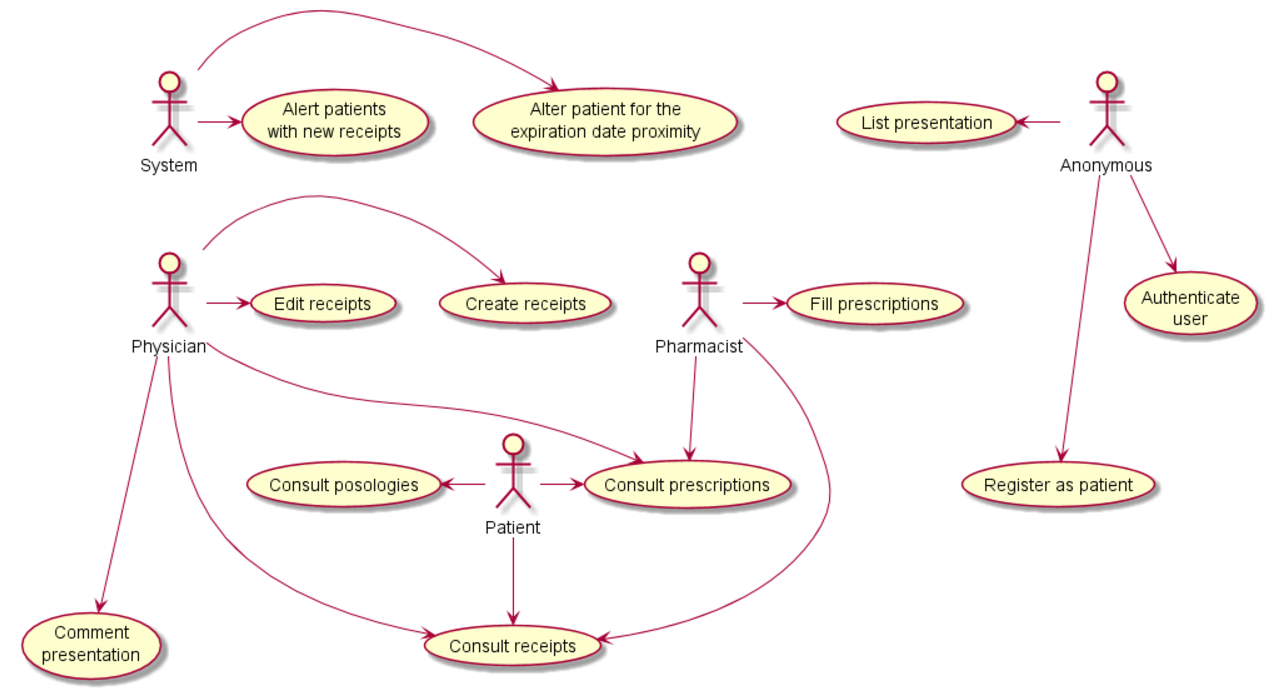 Alert patients
with new receipts
Alter patient for the
expiration date proximity
List presentation
System
Anonymous
Edit receipts
Create receipts
Fill prescriptions
Authenticate
user
Physician
Pharmacist
Consult posologies
Consult prescriptions
Register as patient
Patient
Comment
presentation
Consult receipts